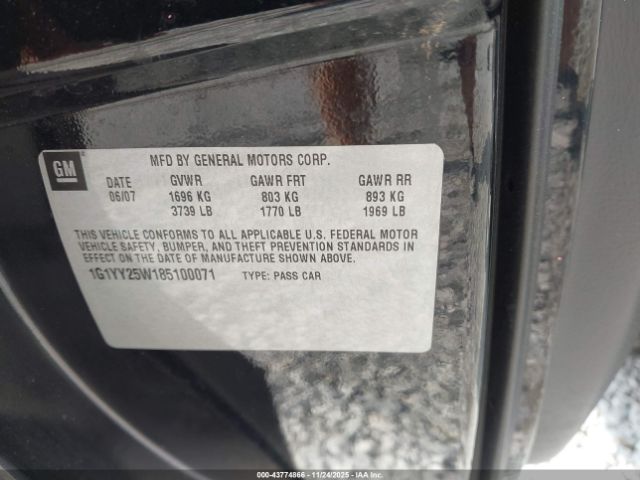 GM
MFD BY GENERAL MOTORS CORP.
DATE GVWR GAWR FRT GAWR RR
06/07 1696 KG 803 KG 893 KG
3739 LB 1770 LB 1969 LB
THIS VEHICLE CONFORMS TO ALL APPLICABLE U.S. FEDERAL MOTOR
VEHICLE SAFETY, BUMPER, AND THEFT PREVENTION STANDARDS IN
EFFECT ON THE DATE OF MANUFACTURE SHOWN ABOVE.
1G1YY25W185100071 TYPE: PASS CAR
000-43774866 - 11/24/2025 - IAA Holdings, LLC